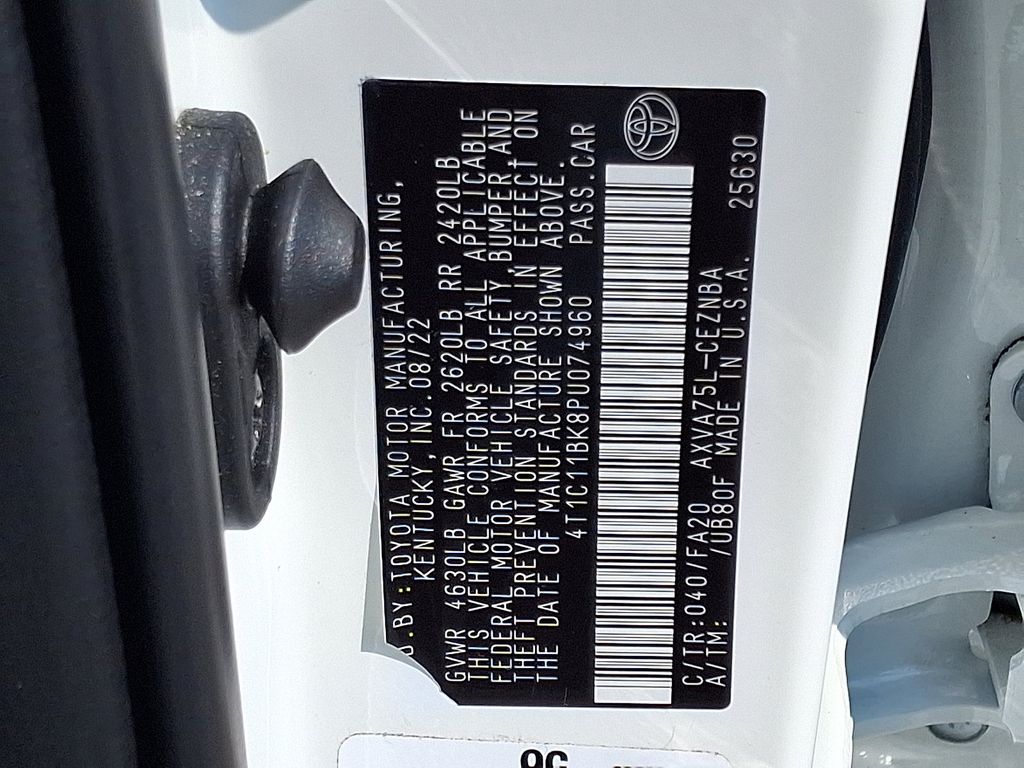 D.BY:TOYOTA MOTOR MANUFACTURING,
KENTUCKY,INC.08/22
GVWR 4630LB GAWR FR 2620LB RR 2420LB
THIS VEHICLE CONFORMS TO ALL APPLICABLE
FEDERAL MOTOR VEHICLE SAFETY,BUMPER,AND
THEFT PREVENTION STANDARDS IN EFFECT ON
THE DATE OF MANUFACTURE SHOWN ABOVE.
4T1C11BK8PU074960 PASS.CAR
C/TR:040/FA20 AXVA75L-CEZNBA
A/TM: /UB80F MADE IN U.S.A. 25630